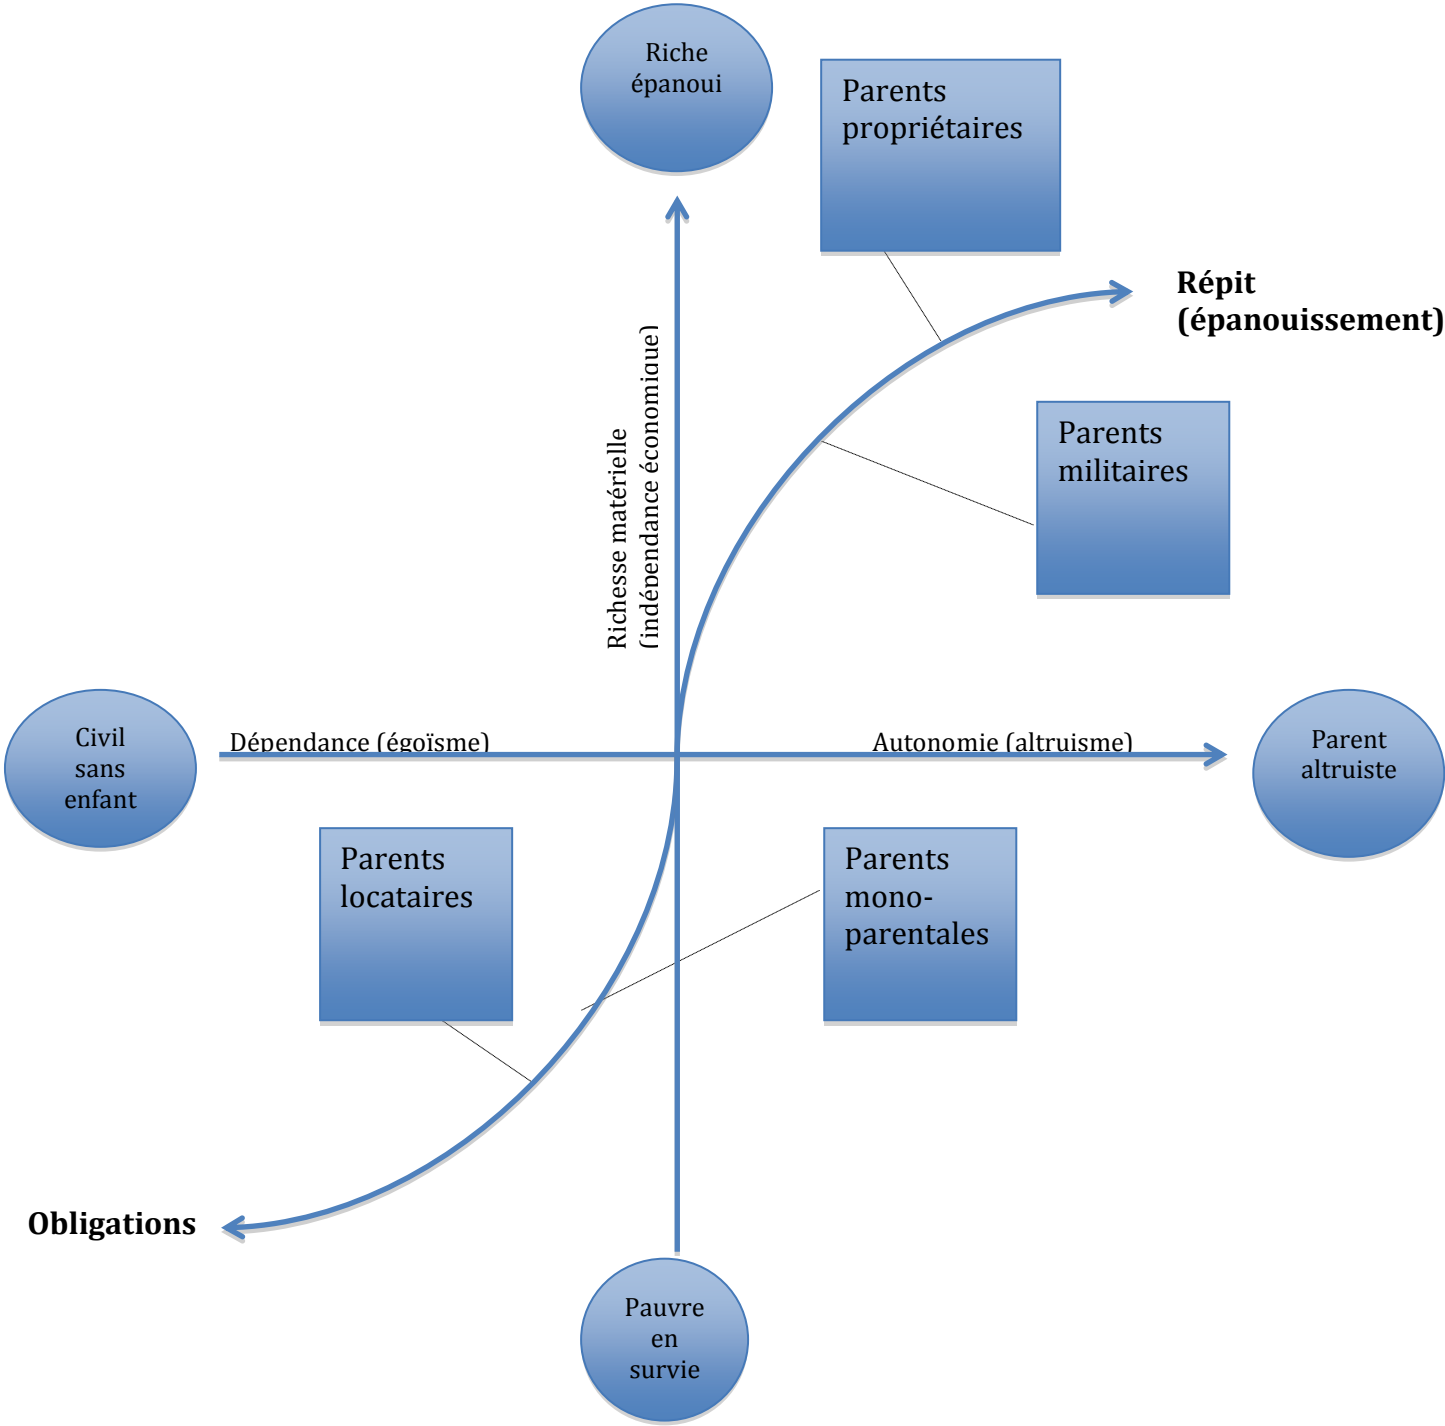 Riche
épanoui
Parents
propriétaires
Répit
(épanouissement)
Richesse matérielle
(indépendance économique)
Parents
militaires
Civil
sans
enfant
Dépendance (égoïsme)
Autonomie (altruisme)
Parent
altruiste
Parents
locataires
Parents
mono-
parentales
Obligations
Pauvre
en
survie